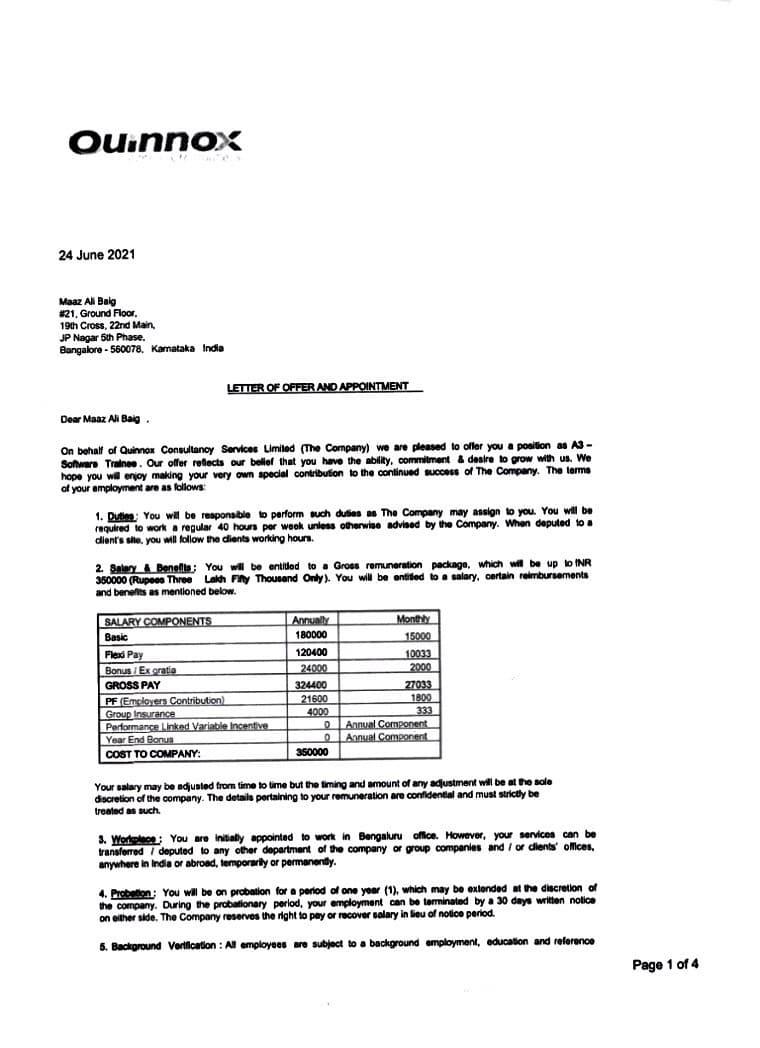 Quinnox
24 June 2021
Maaz Ali Baig
#21, Ground Floor,
19th Cross, 22nd Main,
JP Nagar 5th Phase,
Bangalore - 560078, Karnataka India
LETTER OF OFFER AND APPOINTMENT
Dear Maaz Ali Baig ,
On behalf of Quinnox Consultancy Services Limited (The Company) we are pleased to offer you a position as A3 –
Software Trainee . Our offer reflects our belief that you have the ability, commitment & desire to grow with us. We
hope you will enjoy making your very own special contribution to the continued success of The Company. The terms
of your employment are as follows:
1. Duties : You will be responsible to perform such duties as The Company may assign to you. You will be
required to work a regular 40 hours per week unless otherwise advised by the Company. When deputed to a
client's site, you will follow the clients working hours.
2. Salary & Benefits : You will be entitled to a Gross remuneration package, which will be up to INR
350000 (Rupees Three Lakh Fifty Thousand Only). You will be entitled to a salary, certain reimbursements
and benefits as mentioned below.
SALARY COMPONENTS Annually Monthly
Basic 180000 15000
Flexi Pay 120400 10033
Bonus / Ex gratia 24000 2000
GROSS PAY 324400 27033
PF (Employers Contribution) 21600 1800
Group Insurance 4000 333
Performance Linked Variable Incentive 0 Annual Component
Year End Bonus 0 Annual Component
COST TO COMPANY: 350000
Your salary may be adjusted from time to time but the timing and amount of any adjustment will be at the sole
discretion of the company. The details pertaining to your remuneration are confidential and must strictly be
treated as such.
3. Workplace : You are initially appointed to work in Bengaluru office. However, your services can be
transferred / deputed to any other department of the company or group companies and / or clients' offices,
anywhere in India or abroad, temporarily or permanently.
4. Probation : You will be on probation for a period of one year (1), which may be extended at the discretion of
the company. During the probationary period, your employment can be terminated by a 30 days written notice
on either side. The Company reserves the right to pay or recover salary in lieu of notice period.
5. Background Verification : All employees are subject to a background employment, education and reference
Page 1 of 4